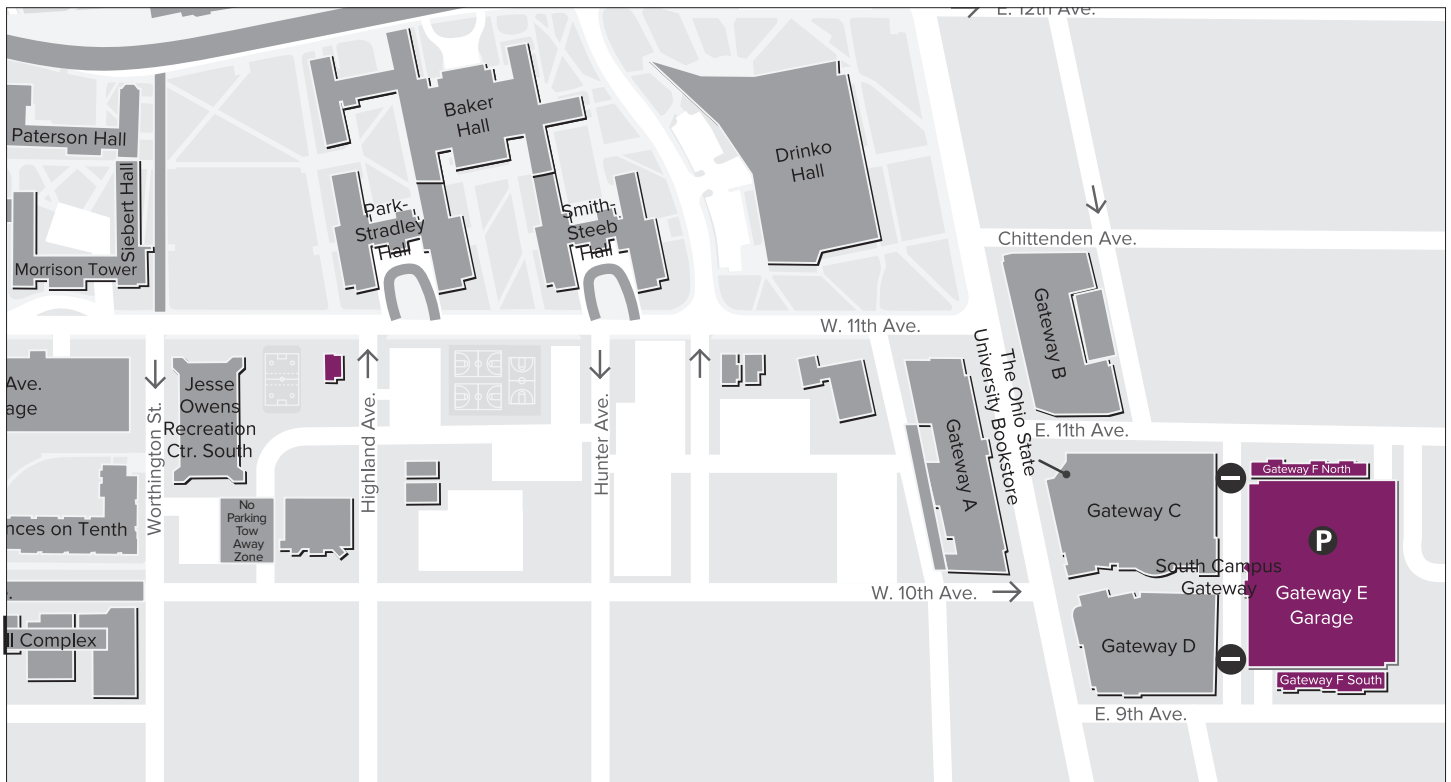 E. 12th Ave.
Baker
Hall
Paterson Hall
Drinko
Hall
Siebert Hall
Park-
Stradley
Hall
Smith-
Steeb
Hall
Chittenden Ave.
Morrison Tower
W. 11th Ave.
Gateway B
The Ohio State
University Bookstore
Ave.
age
Jesse
Owens
Recreation
Ctr. South
Worthington St.
Highland Ave.
Hunter Ave.
Gateway A
E. 11th Ave.
Gateway F North
No
Parking
Tow
Away
Zone
nces on Tenth
Gateway C
P
South Campus
Gateway
Gateway E
Garage
W. 10th Ave.
ll Complex
Gateway D
Gateway F South
E. 9th Ave.